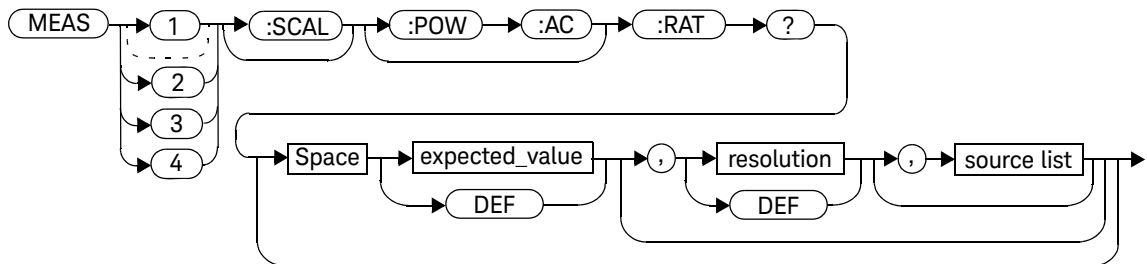 MEAS 1 :SCAL :POW :AC :RAT ?
2
3
4
Space expected_value , resolution , source list
DEF DEF